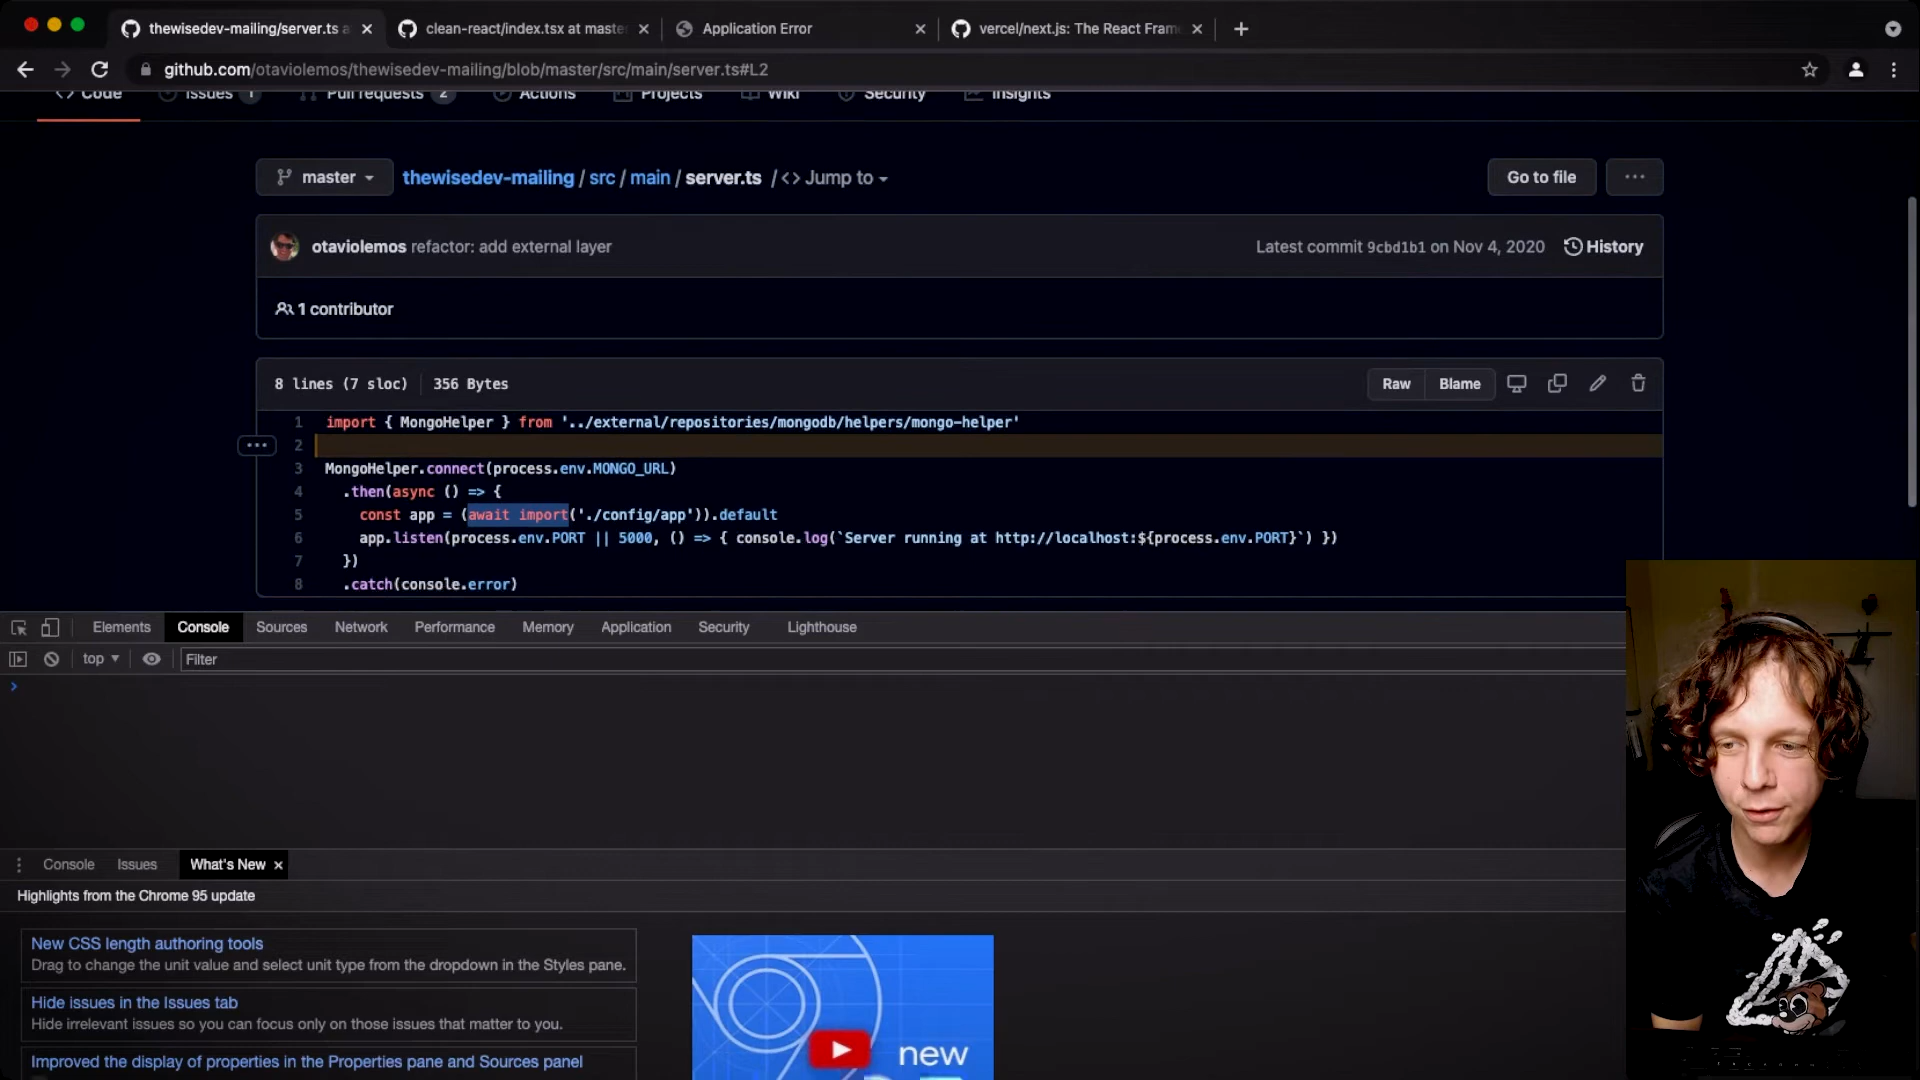 thewisedev-mailing/server.ts a
clean-react/index.tsx at maste
Application Error
vercel/next.js: The React Fram
github.com/otaviolemos/thewisedev-mailing/blob/master/src/main/server.ts#L2
<> Code
Issues 1
Pull requests 2
Actions
Projects
Wiki
Security
Insights
master
thewisedev-mailing / src / main / server.ts / <> Jump to
Go to file
...
otaviolemos refactor: add external layer
Latest commit 9cbd1b1 on Nov 4, 2020
History
1 contributor
8 lines (7 sloc) 356 Bytes
Raw
Blame
1 import { MongoHelper } from '../external/repositories/mongodb/helpers/mongo-helper'
... 2
3 MongoHelper.connect(process.env.MONGO_URL)
4 .then(async () => {
5 const app = (await import('./config/app')).default
6 app.listen(process.env.PORT || 5000, () => { console.log(`Server running at http://localhost:${process.env.PORT}`) })
7 })
8 .catch(console.error)
Elements
Console
Sources
Network
Performance
Memory
Application
Security
Lighthouse
top
Filter
Console
Issues
What's New
Highlights from the Chrome 95 update
New CSS length authoring tools
Drag to change the unit value and select unit type from the dropdown in the Styles pane.
Hide issues in the Issues tab
Hide irrelevant issues so you can focus only on those issues that matter to you.
Improved the display of properties in the Properties pane and Sources panel
new